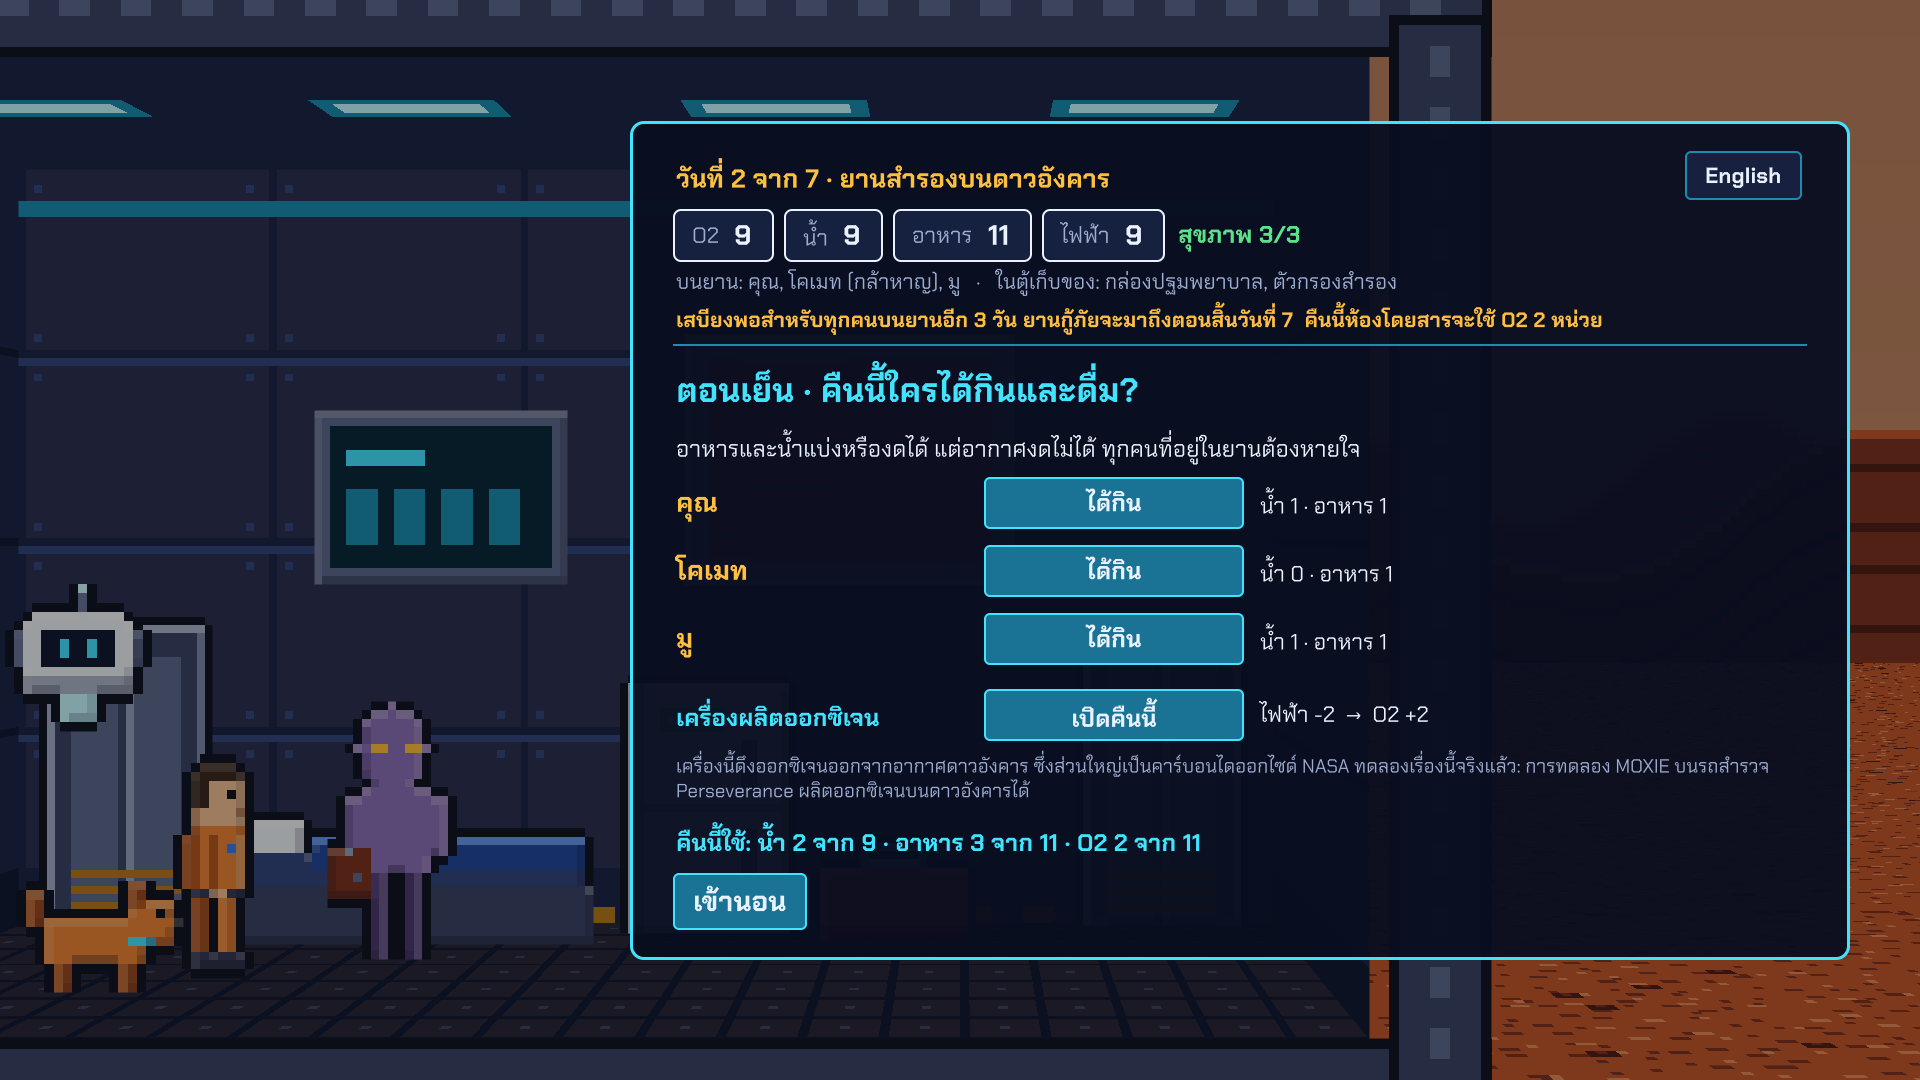 วันที่ 2 จาก 7 · ยานสำรองบนดาวอังคาร
English
O2 9 น้ำ 9 อาหาร 11 ไฟฟ้า 9 สุขภาพ 3/3
บนยาน: คุณ, โคเมท (กล้าหาญ), มู · ในตู้เก็บของ: กล่องปฐมพยาบาล, ตัวกรองสำรอง
เสบียงพอสำหรับทุกคนบนยานอีก 3 วัน ยานกู้ภัยจะมาถึงตอนสิ้นวันที่ 7 คืนนี้ห้องโดยสารจะใช้ O2 2 หน่วย
ตอนเย็น · คืนนี้ใครได้กินและดื่ม?
อาหารและน้ำแบ่งหรืองดได้ แต่อากาศงดไม่ได้ ทุกคนที่อยู่ในยานต้องหายใจ
คุณ ได้กิน น้ำ 1 · อาหาร 1
โคเมท ได้กิน น้ำ 0 · อาหาร 1
มู ได้กิน น้ำ 1 · อาหาร 1
เครื่องผลิตออกซิเจน เปิดคืนนี้ ไฟฟ้า -2 → O2 +2
เครื่องนี้ดึงออกซิเจนออกจากอากาศดาวอังคาร ซึ่งส่วนใหญ่เป็นคาร์บอนไดออกไซด์ NASA ทดลองเรื่องนี้จริงแล้ว: การทดลอง MOXIE บนรถสำรวจ
Perseverance ผลิตออกซิเจนบนดาวอังคารได้
คืนนี้ใช้: น้ำ 2 จาก 9 · อาหาร 3 จาก 11 · O2 2 จาก 11
เข้านอน